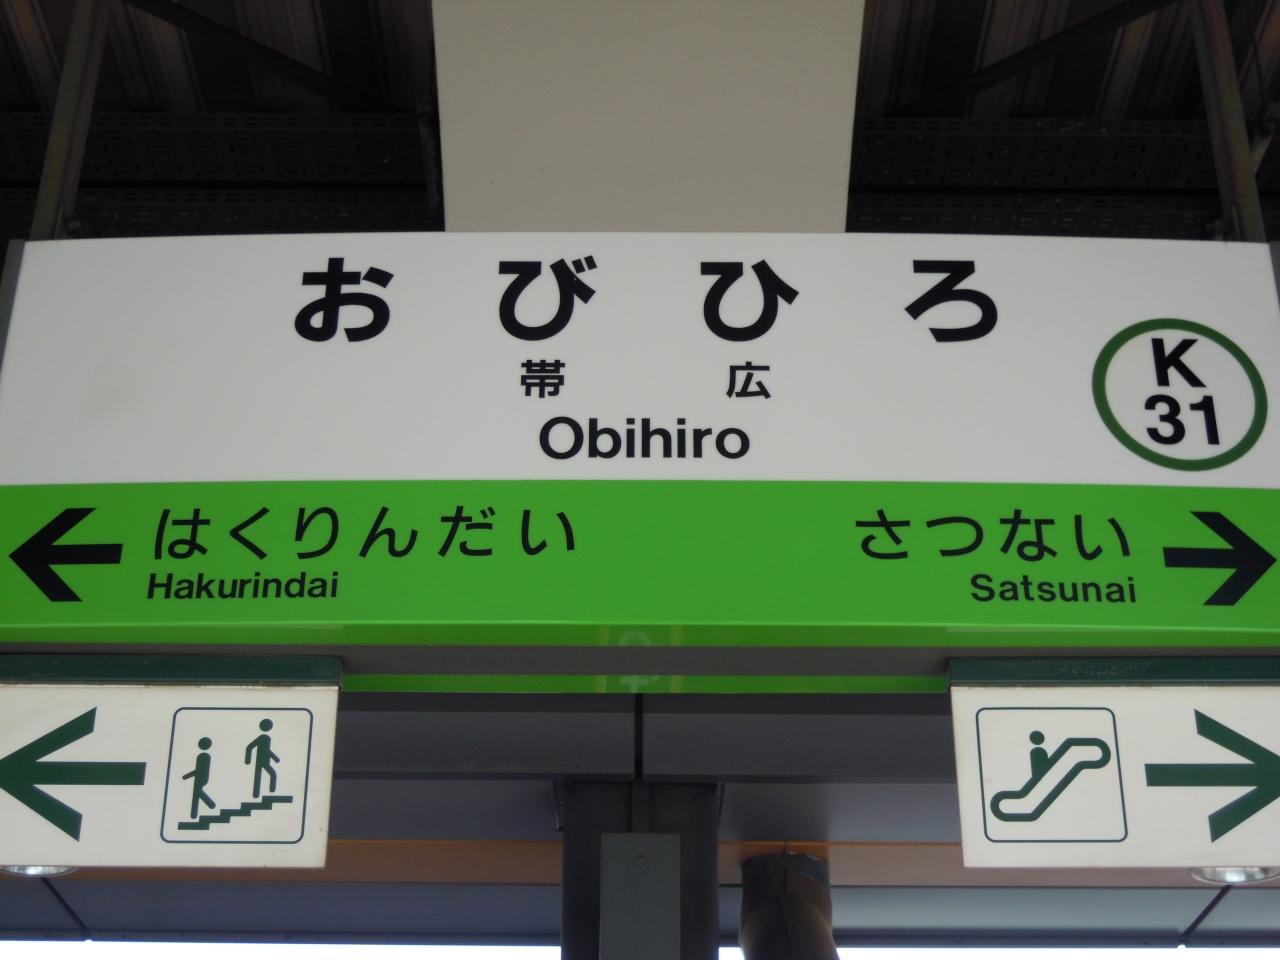 おびひろ
帯広
Obihiro
K
31
はくりんだい
Hakurindai
さつない
Satsunai